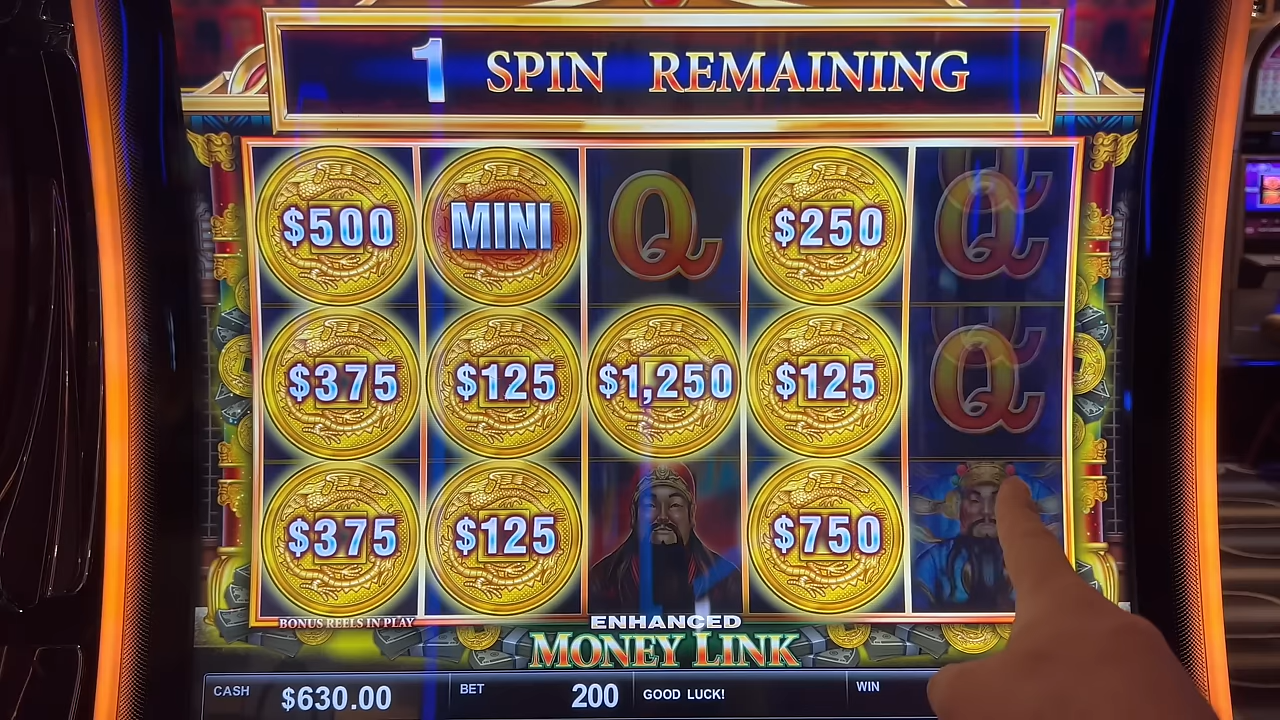 1 SPIN REMAINING
$500 MINI Q $250 Q
$375 $125 $1,250 $125 Q
$375 $125 $750
BONUS REELS IN PLAY
ENHANCED
MONEY LINK
CASH $630.00 BET 200 GOOD LUCK! WIN